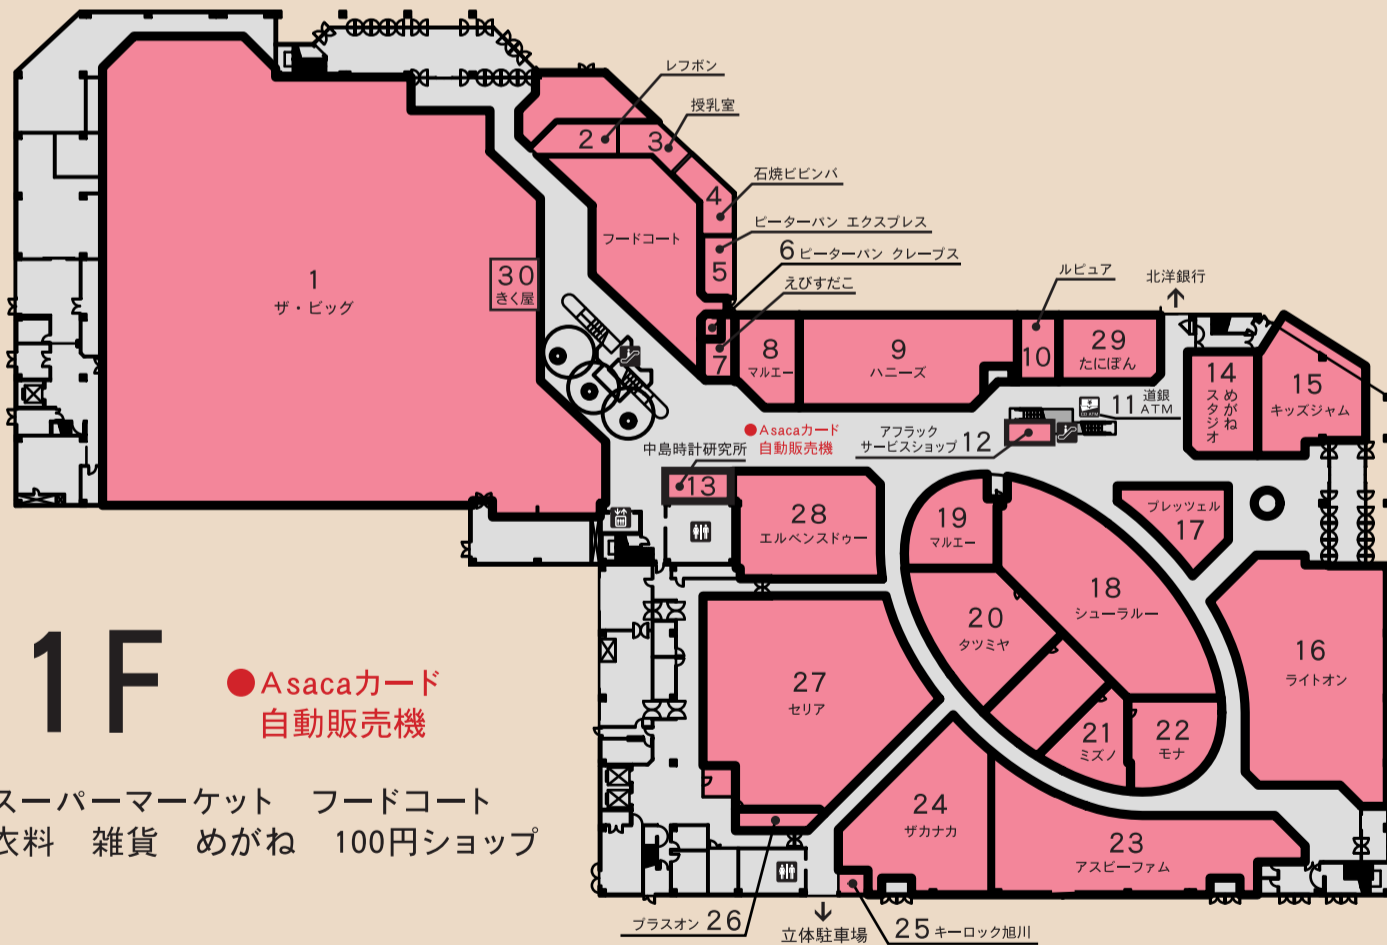 レフボン
授乳室
石焼ビビンバ
ピーターパン エクスプレス
6 ピーターパン クレープス
えびすだこ
ルピュア
北洋銀行
2
3
4
5
7
フードコート
1
ザ・ビッグ
30
きく屋
8
マルエー
9
ハニーズ
10
29
たにぽん
14
めがね
スタジオ
15
キッズジャム
11 道銀
ATM
アフラック
サービスショップ 12
●Asacaカード
自動販売機
中島時計研究所
13
28
エルベンスドゥー
19
マルエー
プレッツェル
17
18
シューラルー
20
タツミヤ
16
ライトオン
27
セリア
21
ミズノ
22
モナ
24
ザカナカ
23
アスビーファム
プラスオン 26
立体駐車場
25 キーロック旭川
1F
●Asacaカード
自動販売機
スーパーマーケット フードコート
衣料 雑貨 めがね 100円ショップ